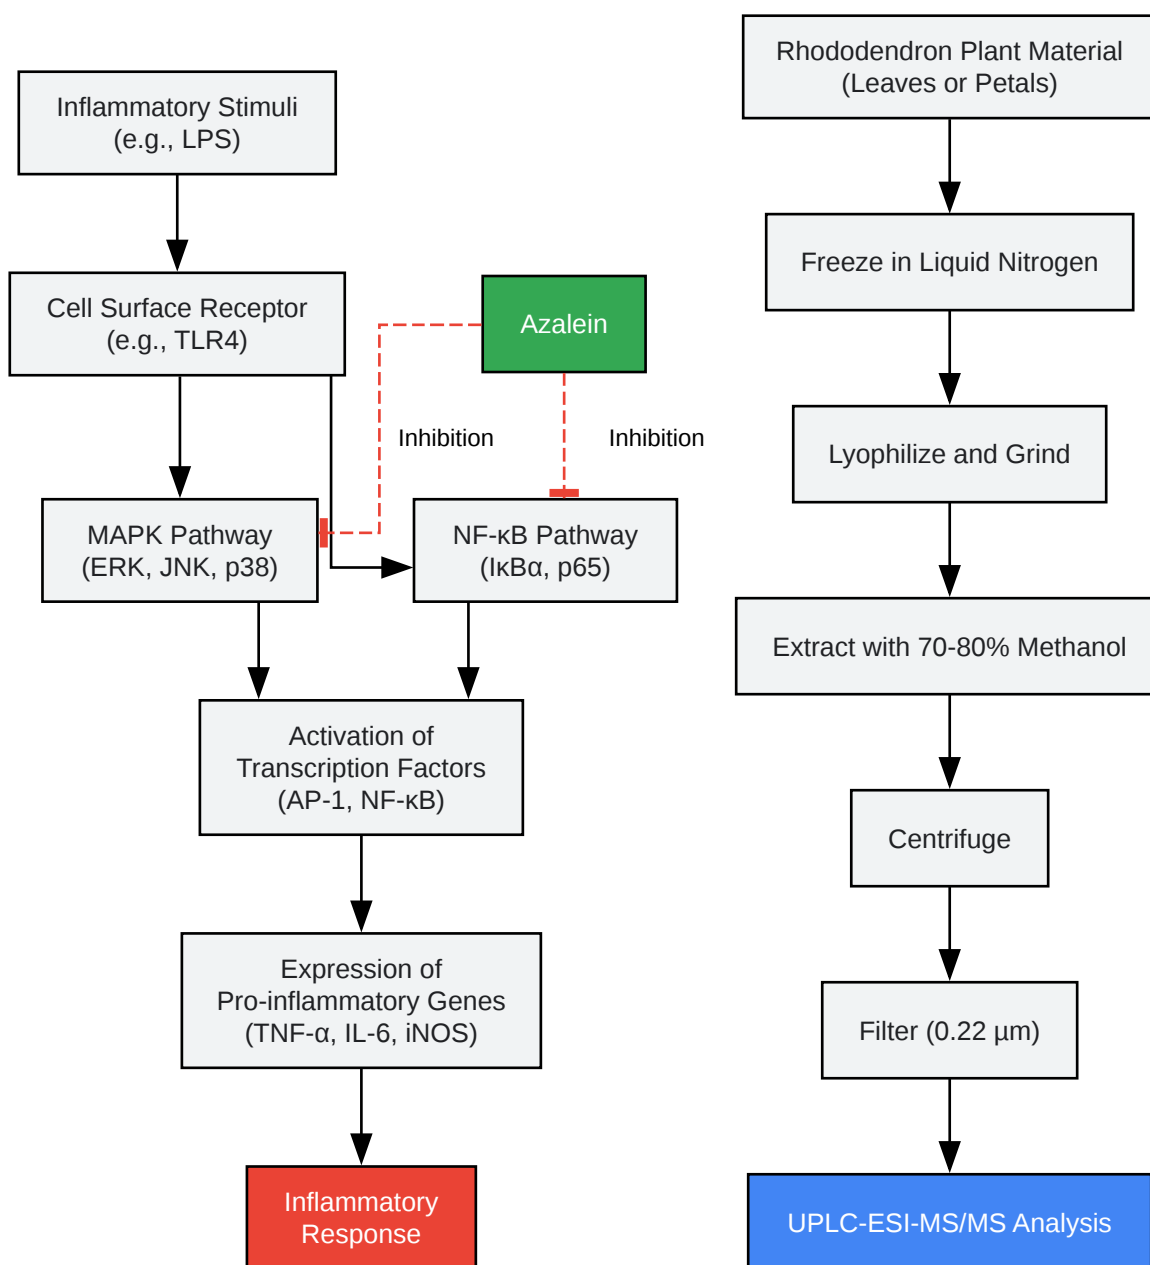 Inflammatory Stimuli
(e.g., LPS)
Cell Surface Receptor
(e.g., TLR4)
Azalein
Inhibition
Inhibition
MAPK Pathway
(ERK, JNK, p38)
NF-κB Pathway
(IκBα, p65)
Activation of
Transcription Factors
(AP-1, NF-κB)
Expression of
Pro-inflammatory Genes
(TNF-α, IL-6, iNOS)
Inflammatory
Response
Rhododendron Plant Material
(Leaves or Petals)
Freeze in Liquid Nitrogen
Lyophilize and Grind
Extract with 70-80% Methanol
Centrifuge
Filter (0.22 µm)
UPLC-ESI-MS/MS Analysis